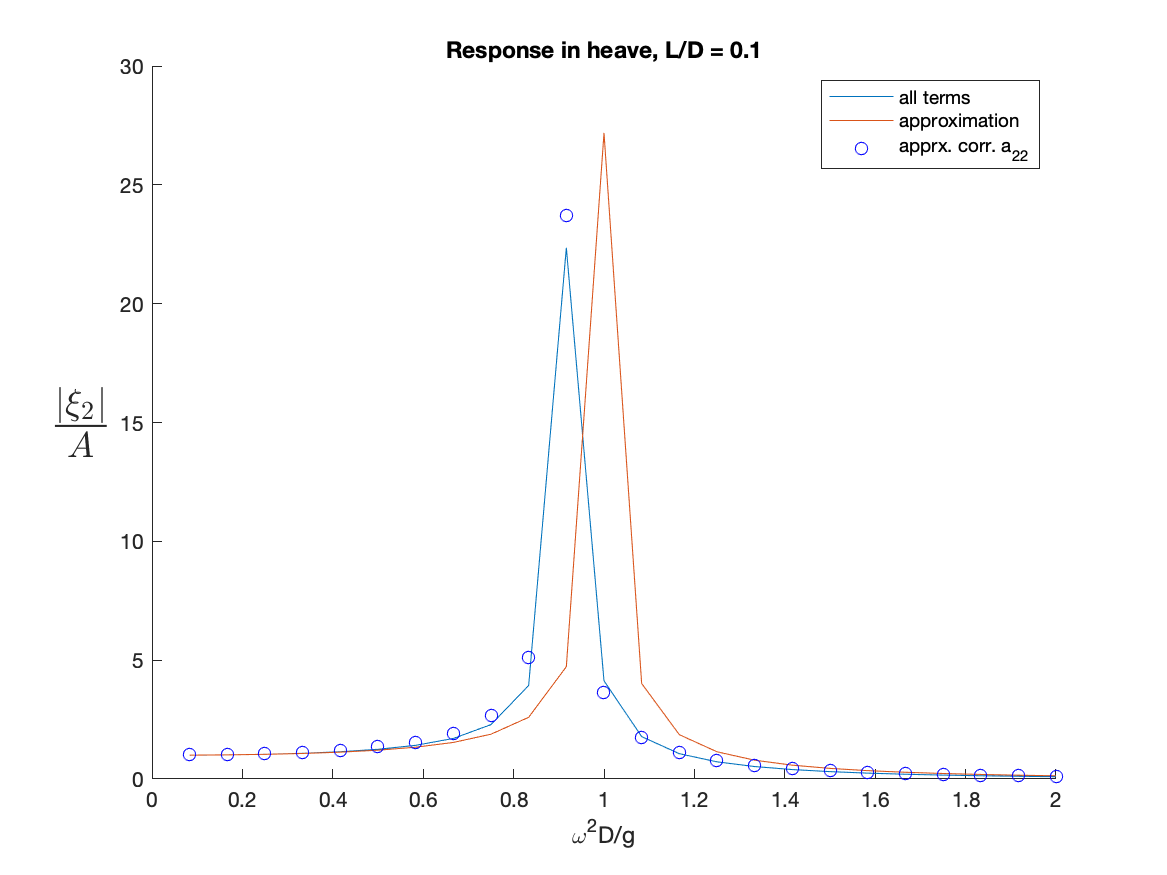 Response in heave, L/D = 0.1
30
25
20
15
10
5
0
|ξ₂|
A
all terms
approximation
apprx. corr. a₂₂
0 0.2 0.4 0.6 0.8 1 1.2 1.4 1.6 1.8 2
ω²D/g